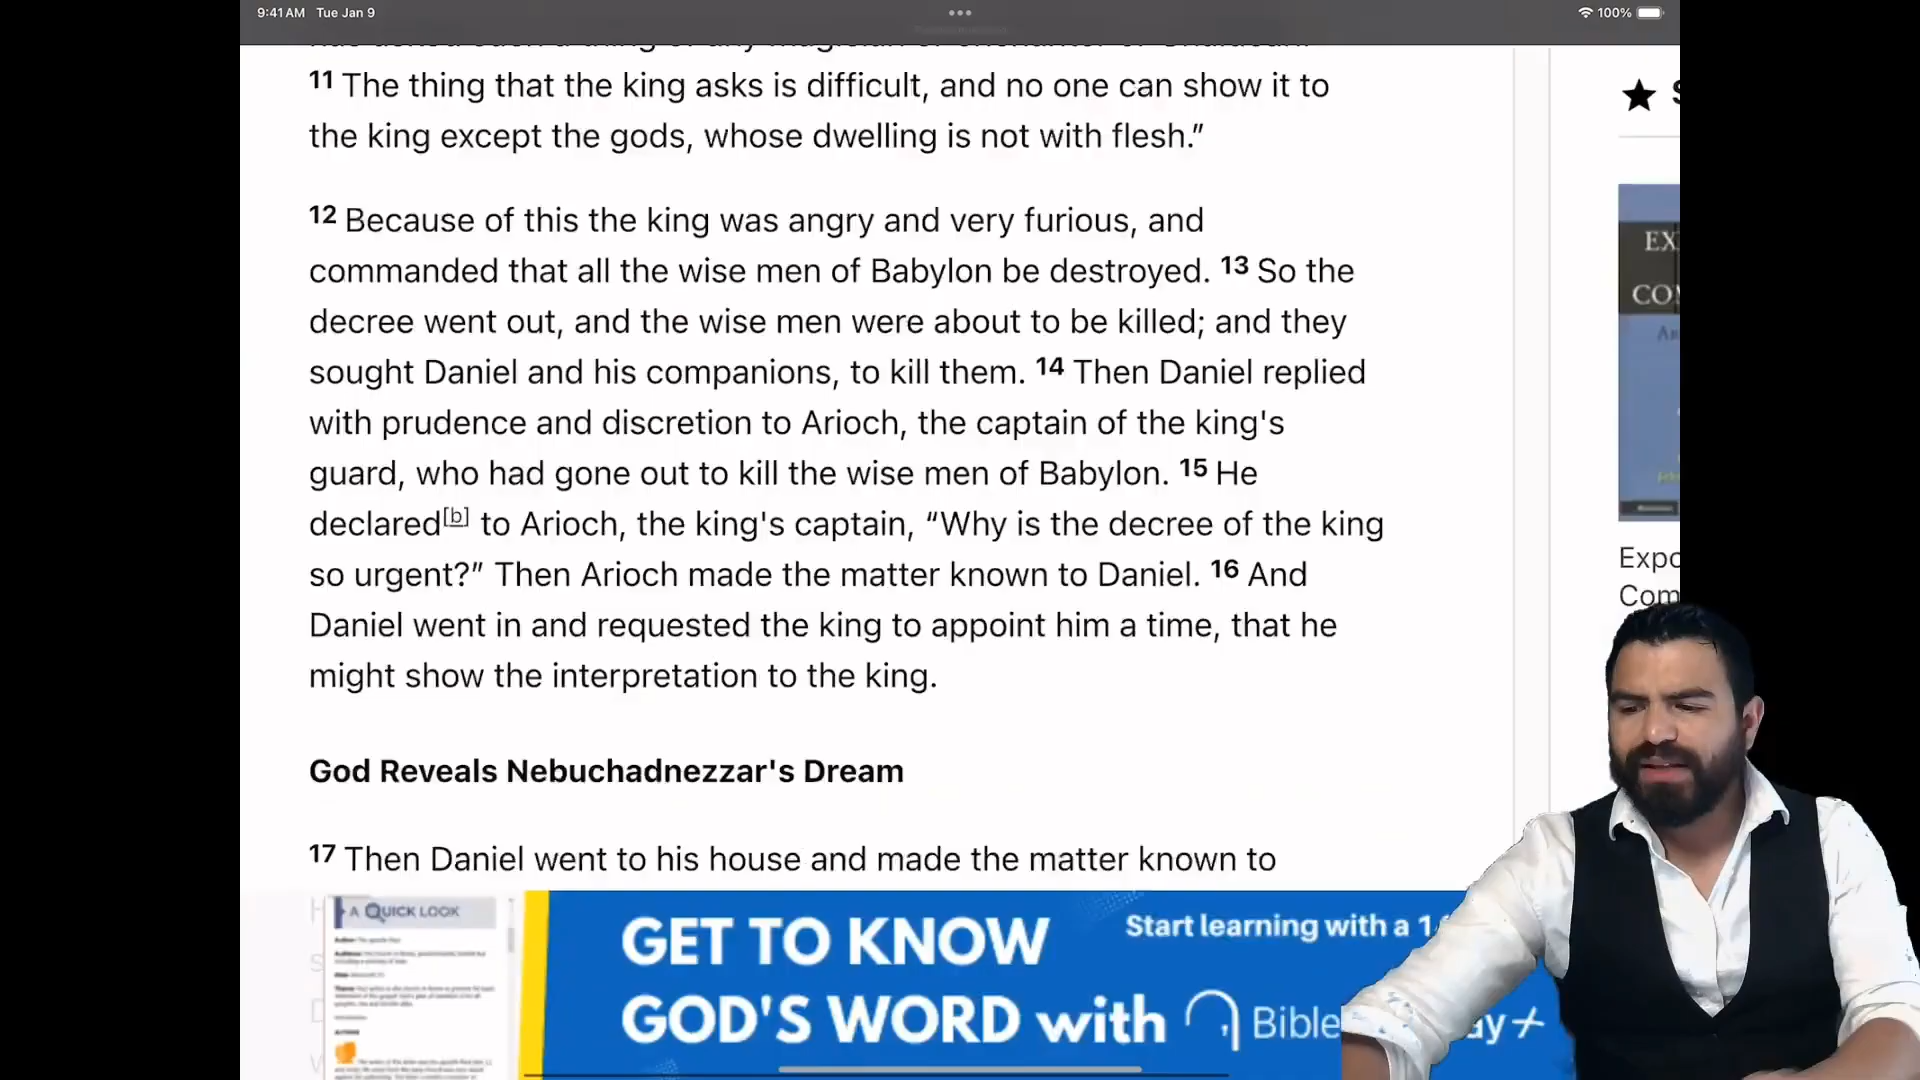 9:41 AM Tue Jan 9
100%
11 The thing that the king asks is difficult, and no one can show it to
the king except the gods, whose dwelling is not with flesh.”
12 Because of this the king was angry and very furious, and
commanded that all the wise men of Babylon be destroyed. 13 So the
decree went out, and the wise men were about to be killed; and they
sought Daniel and his companions, to kill them. 14 Then Daniel replied
with prudence and discretion to Arioch, the captain of the king's
guard, who had gone out to kill the wise men of Babylon. 15 He
declared[b] to Arioch, the king's captain, “Why is the decree of the king
so urgent?” Then Arioch made the matter known to Daniel. 16 And
Daniel went in and requested the king to appoint him a time, that he
might show the interpretation to the king.
God Reveals Nebuchadnezzar's Dream
17 Then Daniel went to his house and made the matter known to
EX
CO
Expo
Com
A QUICK LOOK
GET TO KNOW
GOD'S WORD with
Start learning with a
Bible
ay+